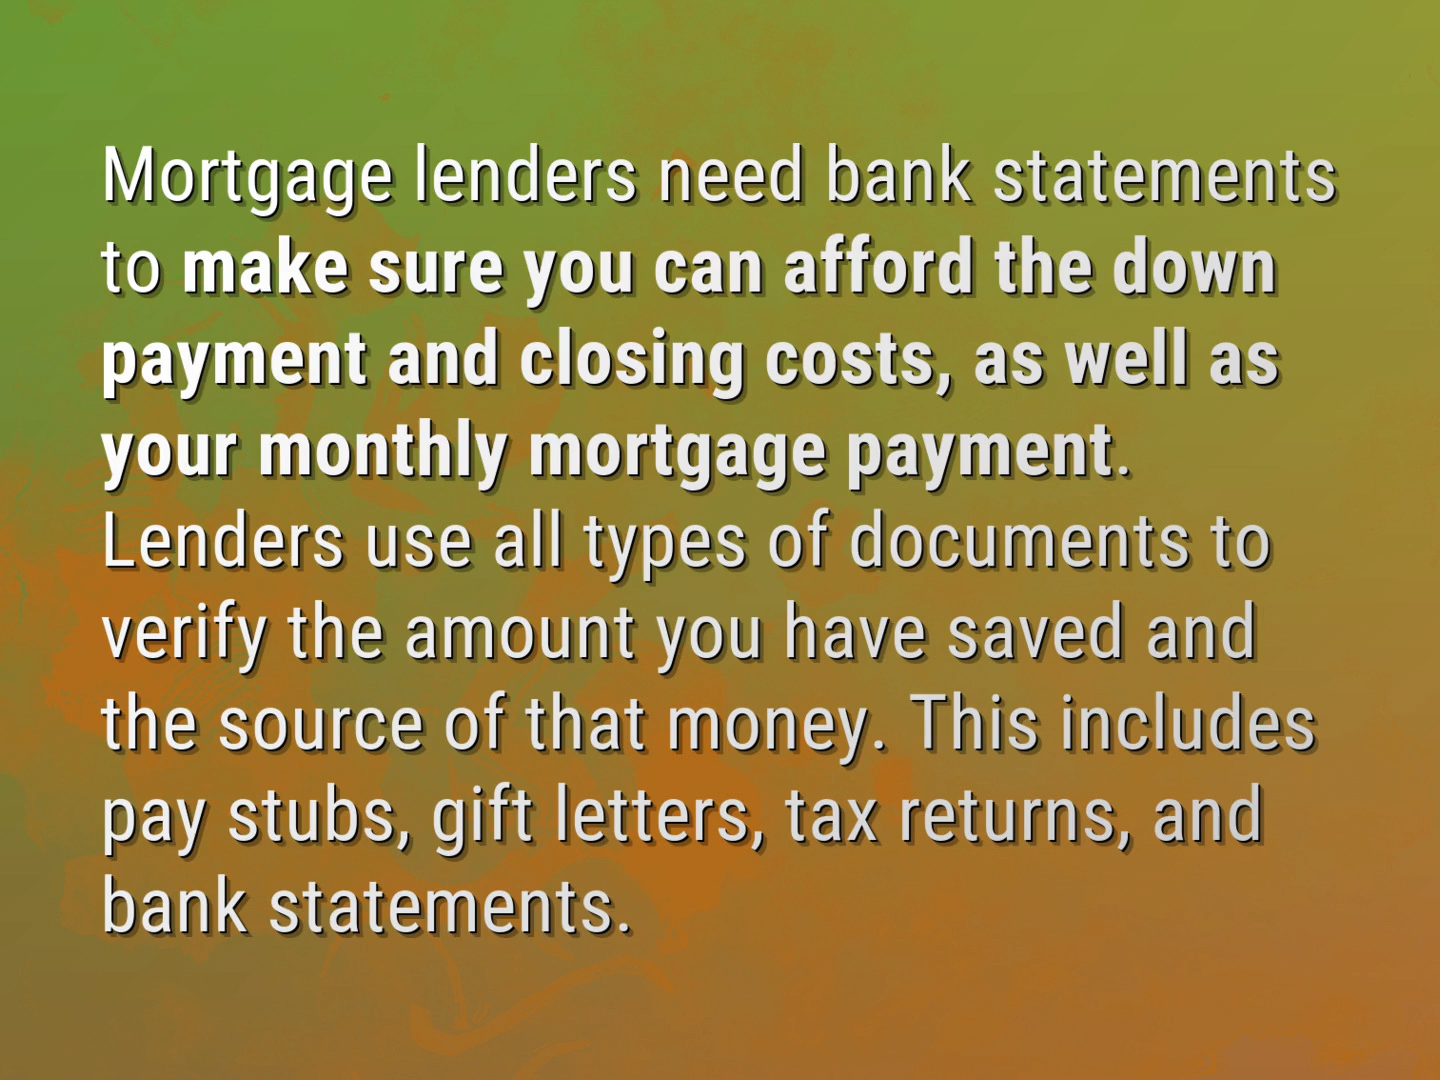 Mortgage lenders need bank statements
to make sure you can afford the down
payment and closing costs, as well as
your monthly mortgage payment.
Lenders use all types of documents to
verify the amount you have saved and
the source of that money. This includes
pay stubs, gift letters, tax returns, and
bank statements.